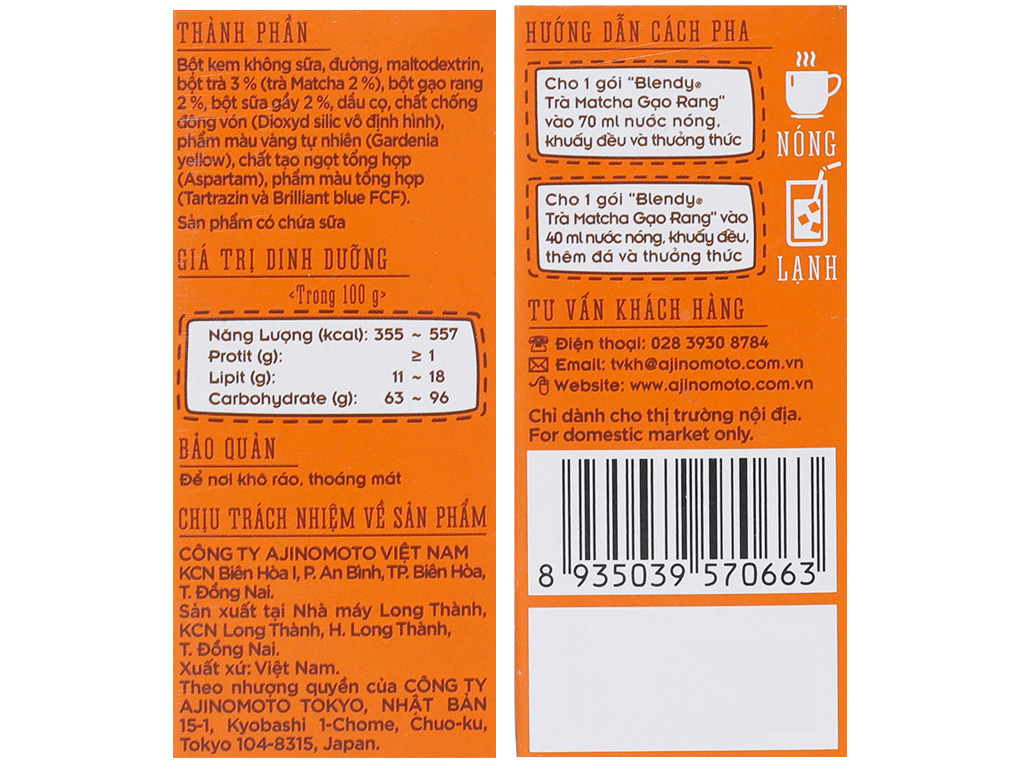 THÀNH PHẦN
Bột kem không sữa, đường, maltodextrin,
bột trà 3 % (trà Matcha 2 %), bột gạo rang
2 %, bột sữa gầy 2 %, dầu cọ, chất chống
đông vón (Dioxyd silic vô định hình),
phẩm màu vàng tự nhiên (Gardenia
yellow), chất tạo ngọt tổng hợp
(Aspartam), phẩm màu tổng hợp
(Tartrazin và Brilliant blue FCF).
Sản phẩm có chứa sữa
GIÁ TRỊ DINH DƯỠNG
<Trong 100 g>
Năng Lượng (kcal): 355 ~ 557
Protit (g): ≥ 1
Lipit (g): 11 ~ 18
Carbohydrate (g): 63 ~ 96
BẢO QUẢN
Để nơi khô ráo, thoáng mát
CHỊU TRÁCH NHIỆM VỀ SẢN PHẨM
CÔNG TY AJINOMOTO VIỆT NAM
KCN Biên Hòa I, P. An Bình, TP. Biên Hòa,
T. Đồng Nai.
Sản xuất tại Nhà máy Long Thành,
KCN Long Thành, H. Long Thành,
T. Đồng Nai.
Xuất xứ: Việt Nam.
Theo nhượng quyền của CÔNG TY
AJINOMOTO TOKYO, NHẬT BẢN
15-1, Kyobashi 1-Chome, Chuo-ku,
Tokyo 104-8315, Japan.
HƯỚNG DẪN CÁCH PHA
Cho 1 gói "Blendy®
Trà Matcha Gạo Rang"
vào 70 ml nước nóng,
khuấy đều và thưởng thức
NÓNG
Cho 1 gói "Blendy®
Trà Matcha Gạo Rang" vào
40 ml nước nóng, khuấy đều,
thêm đá và thưởng thức
LẠNH
TƯ VẤN KHÁCH HÀNG
Điện thoại: 028 3930 8784
Email: tvkh@ajinomoto.com.vn
Website: www.ajinomoto.com.vn
Chỉ dành cho thị trường nội địa.
For domestic market only.
8 935039 570663